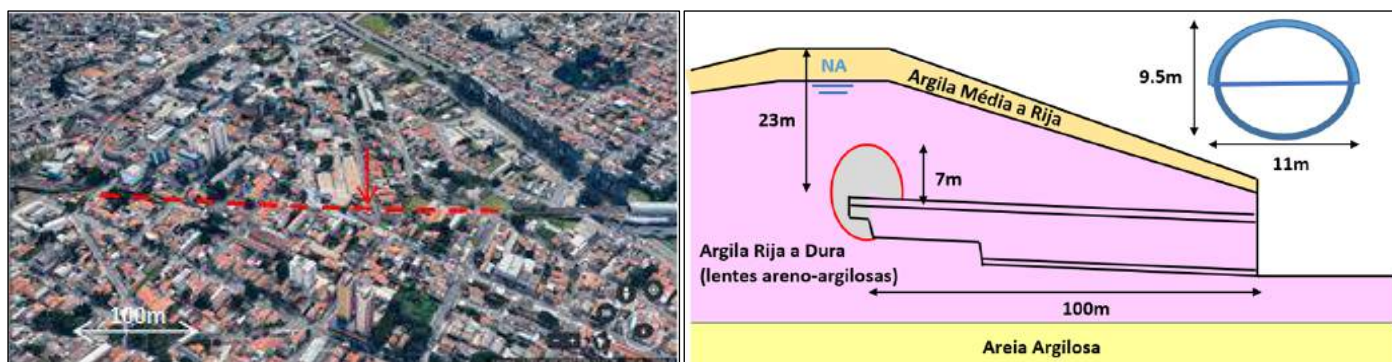 100m
NA
Argila Média a Rija
23m
7m
9.5m
11m
Argila Rija a Dura
(lentes areno-argilosas)
100m
Areia Argilosa